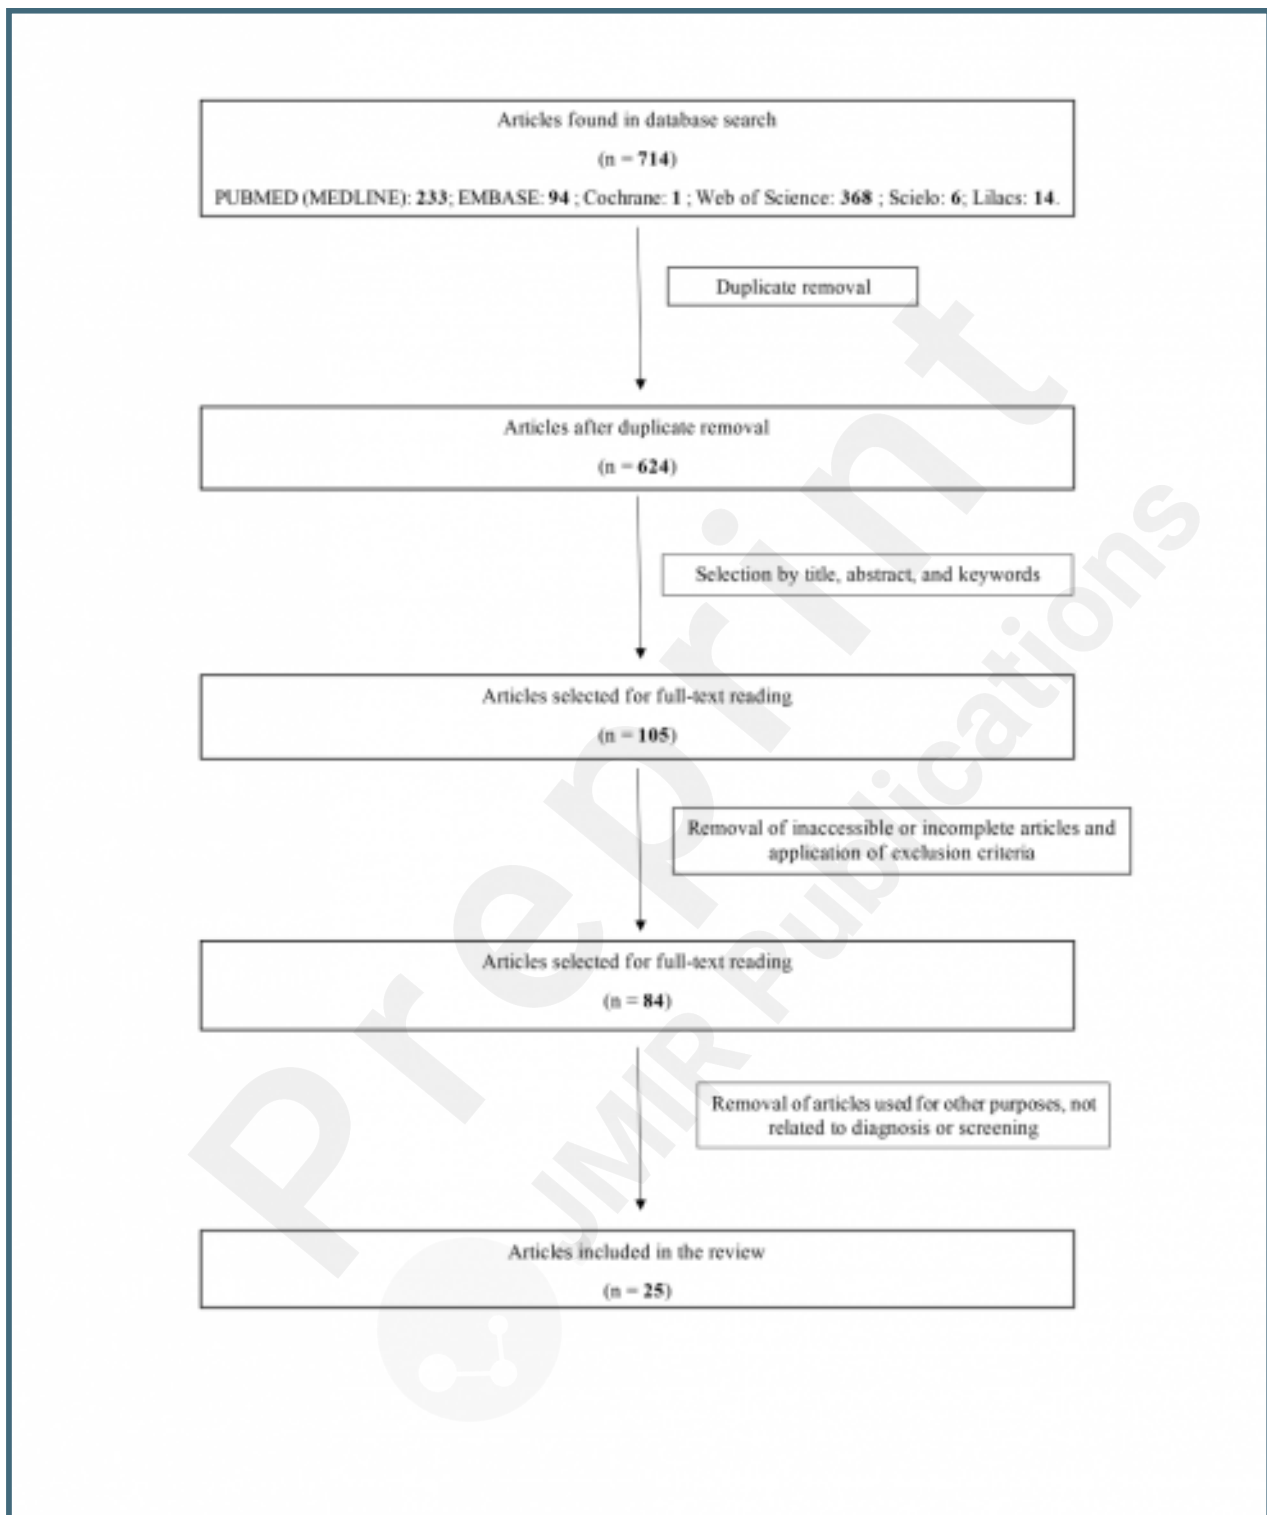 Articles found in database search
(n = 714)
PUBMED (MEDLINE): 233; EMBASE: 94 ; Cochrane: 1 ; Web of Science: 368 ; Scielo: 6; Lilacs: 14.
Duplicate removal
Articles after duplicate removal
(n = 624)
Selection by title, abstract, and keywords
Articles selected for full-text reading
(n = 105)
Removal of inaccessible or incomplete articles and
application of exclusion criteria
Articles selected for full-text reading
(n = 84)
Removal of articles used for other purposes, not
related to diagnosis or screening
Articles included in the review
(n = 25)
Preprint
JMIR Publications